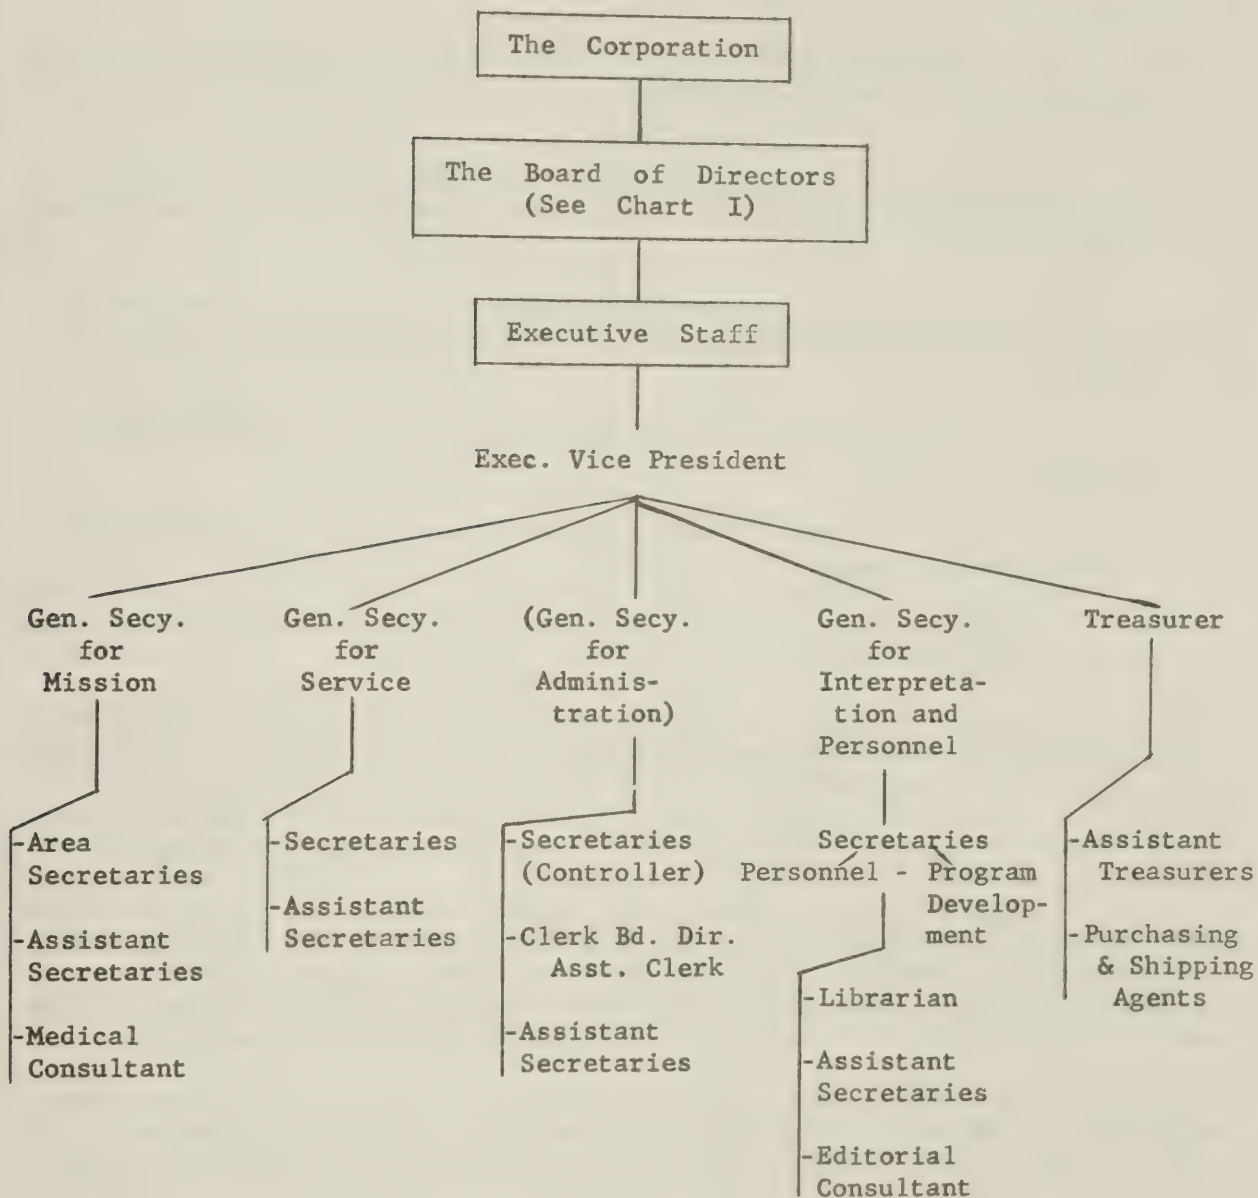 The Corporation
The Board of Directors
(See Chart I)
Executive Staff
Exec. Vice President
Gen. Secy.
for
Mission
-Area
Secretaries
-Assistant
Secretaries
-Medical
Consultant
Gen. Secy.
for
Service
-Secretaries
-Assistant
Secretaries
(Gen. Secy.
for
Adminis-
tration)
-Secretaries
(Controller)
-Clerk Bd. Dir.
Asst. Clerk
-Assistant
Secretaries
Gen. Secy.
for
Interpreta-
tion and
Personnel
Secretaries
Personnel - Program
Develop-
ment
-Librarian
-Assistant
Secretaries
-Editorial
Consultant
Treasurer
-Assistant
Treasurers
-Purchasing
& Shipping
Agents